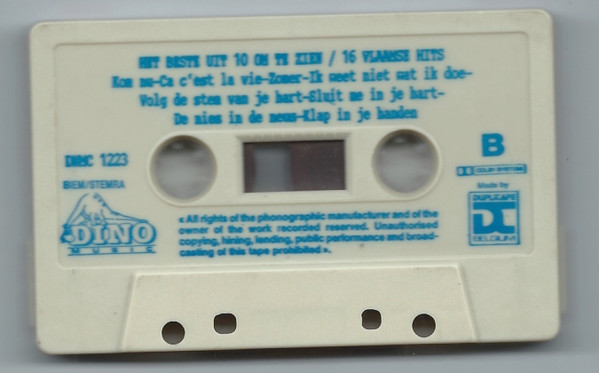 HET BESTE UIT 10 OM TE ZIEN / 16 VLAAMSE HITS
Kom nu-Ca c'est la vie-Zomer-Ik weet niet wat ik doe-
Volg de stem van je hart-Sluit me in je hart-
De mies in de neus-Klap in je handen
DMC 1223
B
BIEM/STEMRA
DOLBY SYSTEM
DINO
MUSIC
« All rights of the phonographic manufacturer and of the
owner of the work recorded reserved. Unauthorised
copying, hiring, lending, public performance and broad-
casting of this tape prohibited ».
Made by
DUPLICAPE
BELGIUM